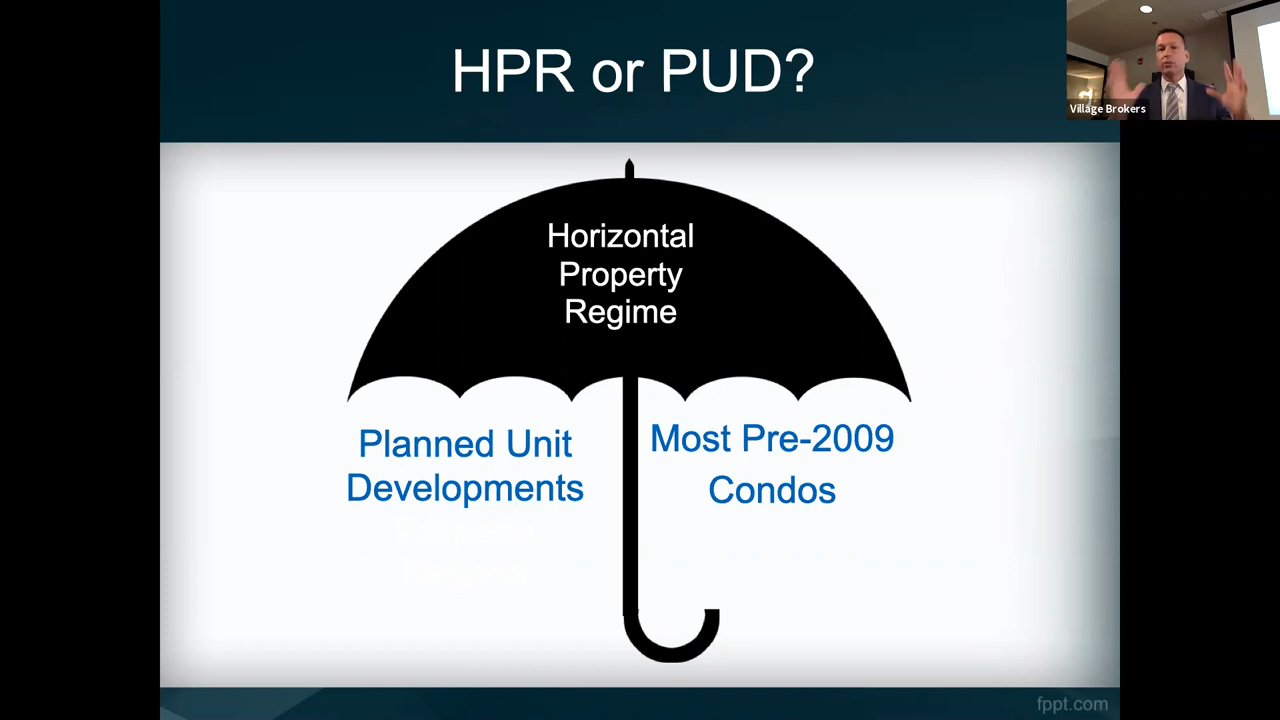 HPR or PUD?
Village Brokers
Horizontal
Property
Regime
Planned Unit
Developments
Most Pre-2009
Condos
fppt.com